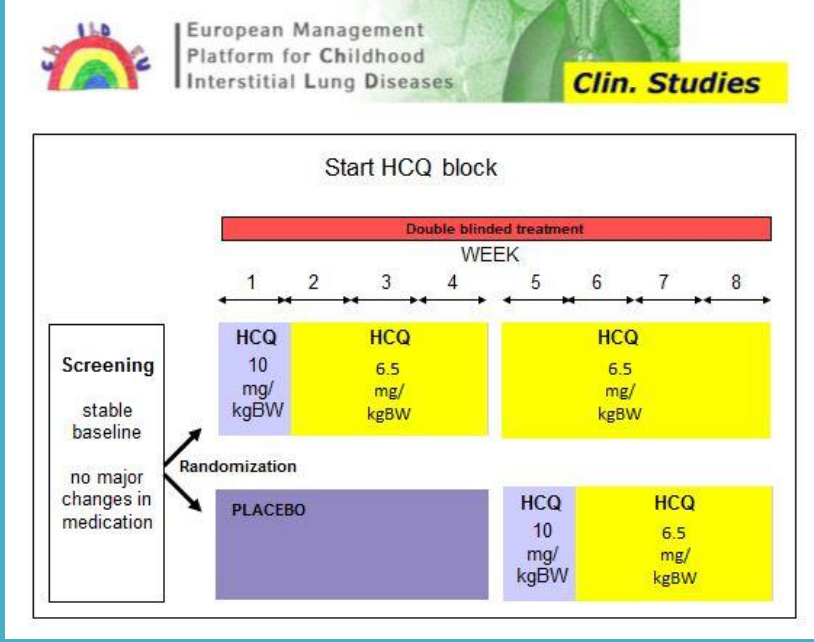 chILD EU
European Management
Platform for Childhood
Interstitial Lung Diseases
Clin. Studies
Start HCQ block
Double blinded treatment
WEEK
1 2 3 4 5 6 7 8
Screening
stable
baseline
no major
changes in
medication
Randomization
HCQ
10
mg/
kgBW
HCQ
6.5
mg/
kgBW
HCQ
6.5
mg/
kgBW
PLACEBO
HCQ
10
mg/
kgBW
HCQ
6.5
mg/
kgBW